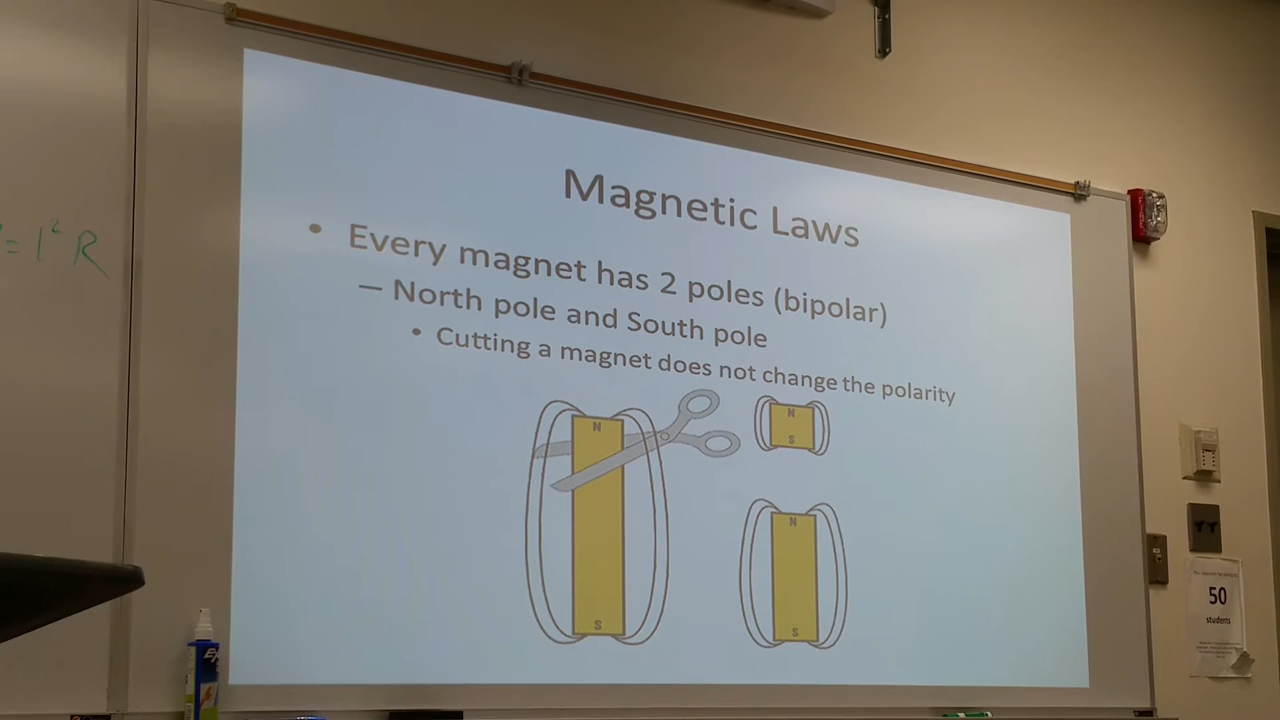 = I² R
Magnetic Laws
• Every magnet has 2 poles (bipolar)
– North pole and South pole
• Cutting a magnet does not change the polarity
N
S
N
S
N
S
50
students